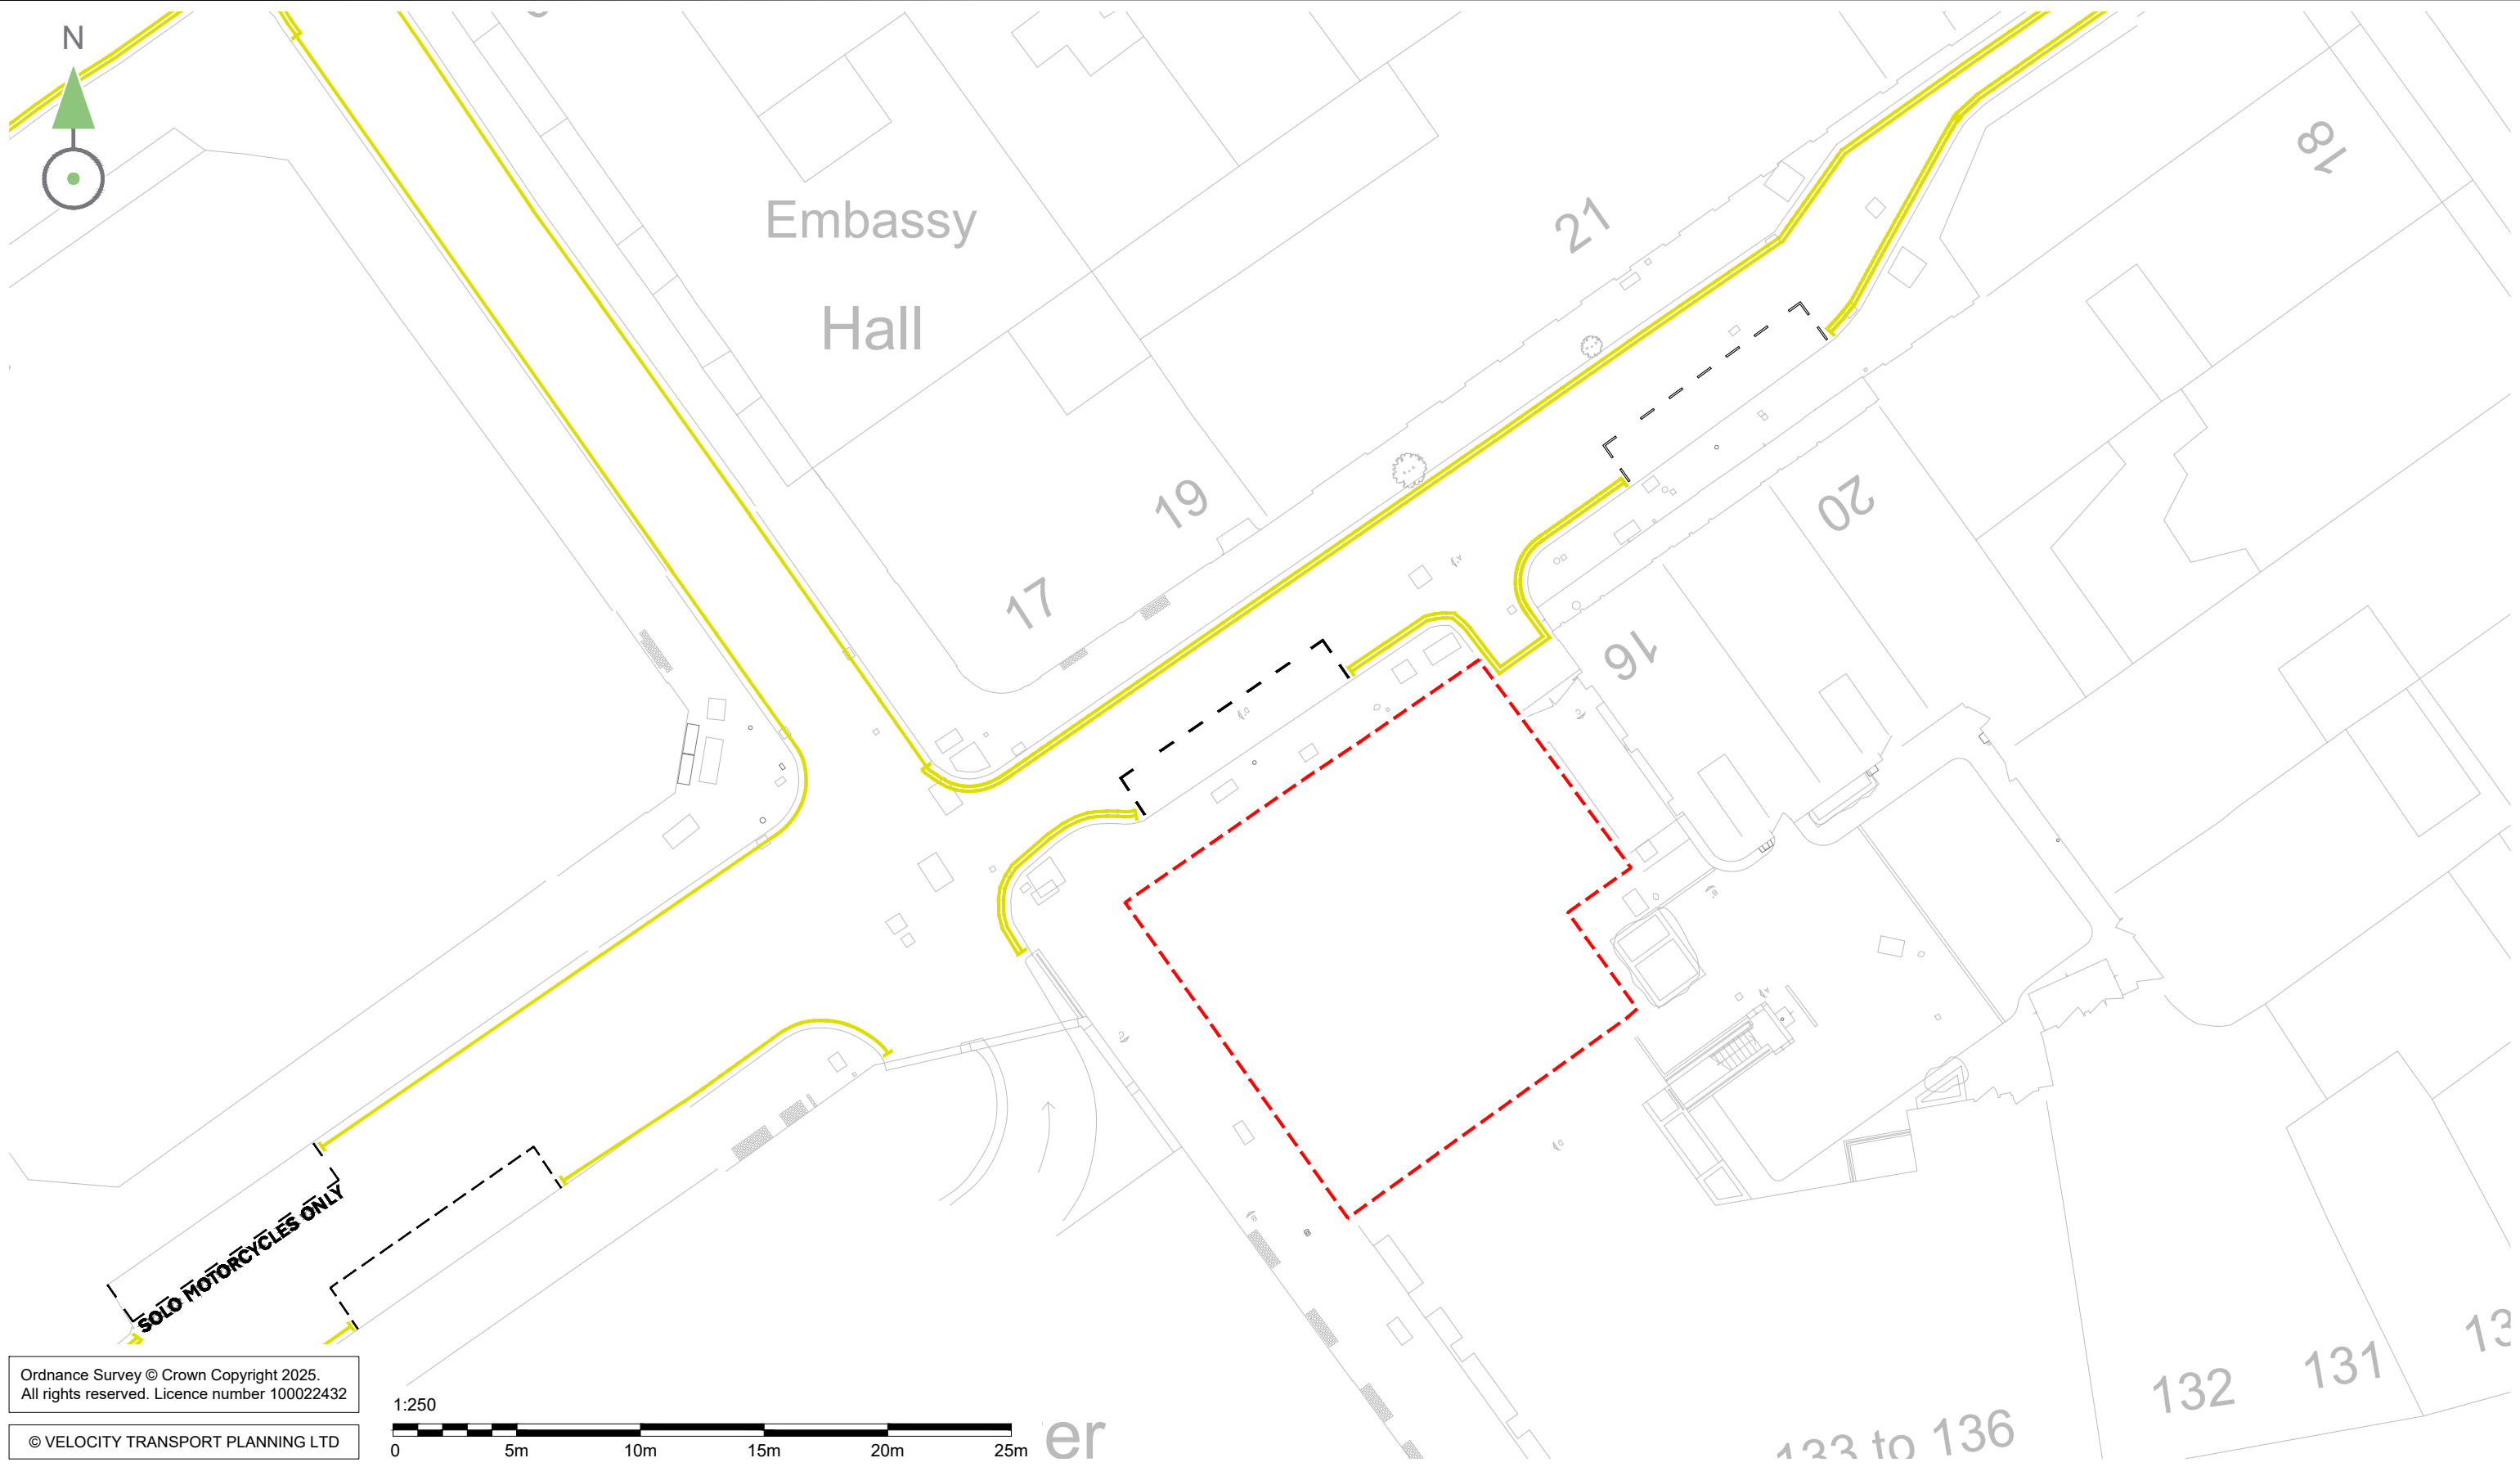 N
18
Embassy
21
Hall
19
20
17
16
SOLO MOTORCYCLES ONLY
Ordnance Survey © Crown Copyright 2025.
All rights reserved. Licence number 100022432
© VELOCITY TRANSPORT PLANNING LTD
1:250
0 5m 10m 15m 20m 25m
er
133 to 136
132
131